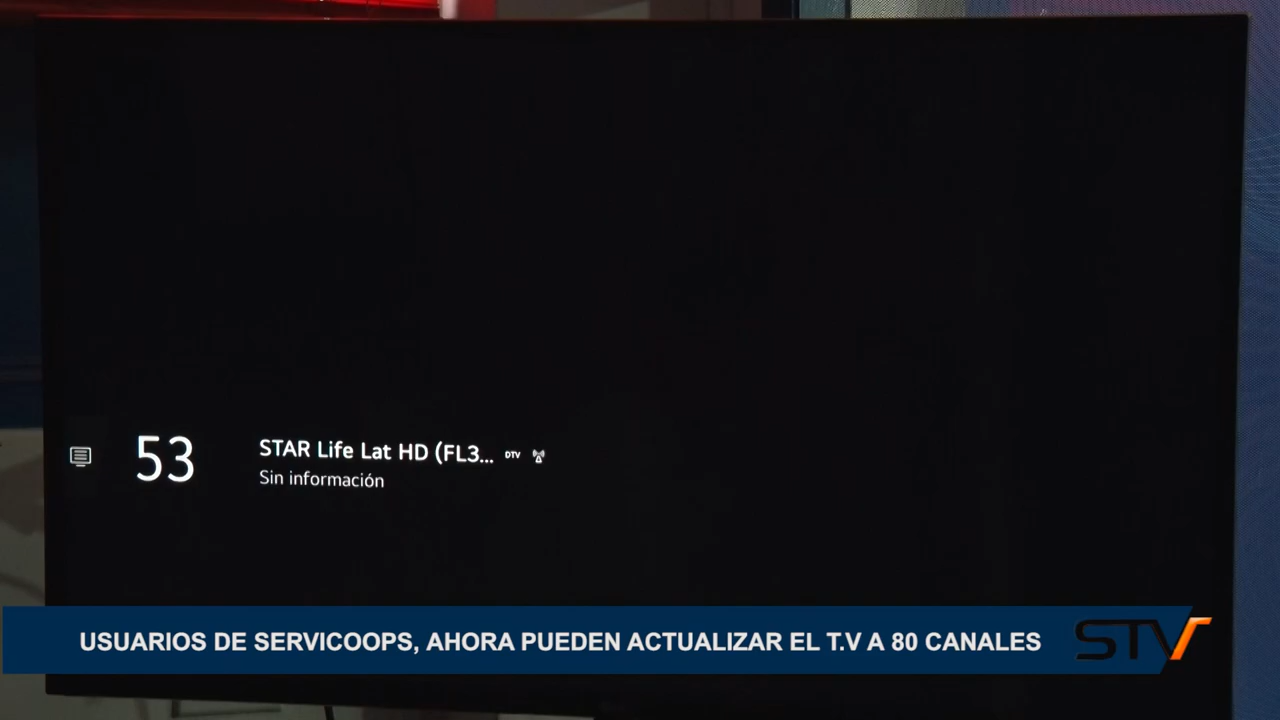 53
STAR Life Lat HD (FL3... DTV
Sin información
USUARIOS DE SERVICOOPS, AHORA PUEDEN ACTUALIZAR EL T.V A 80 CANALES
STV